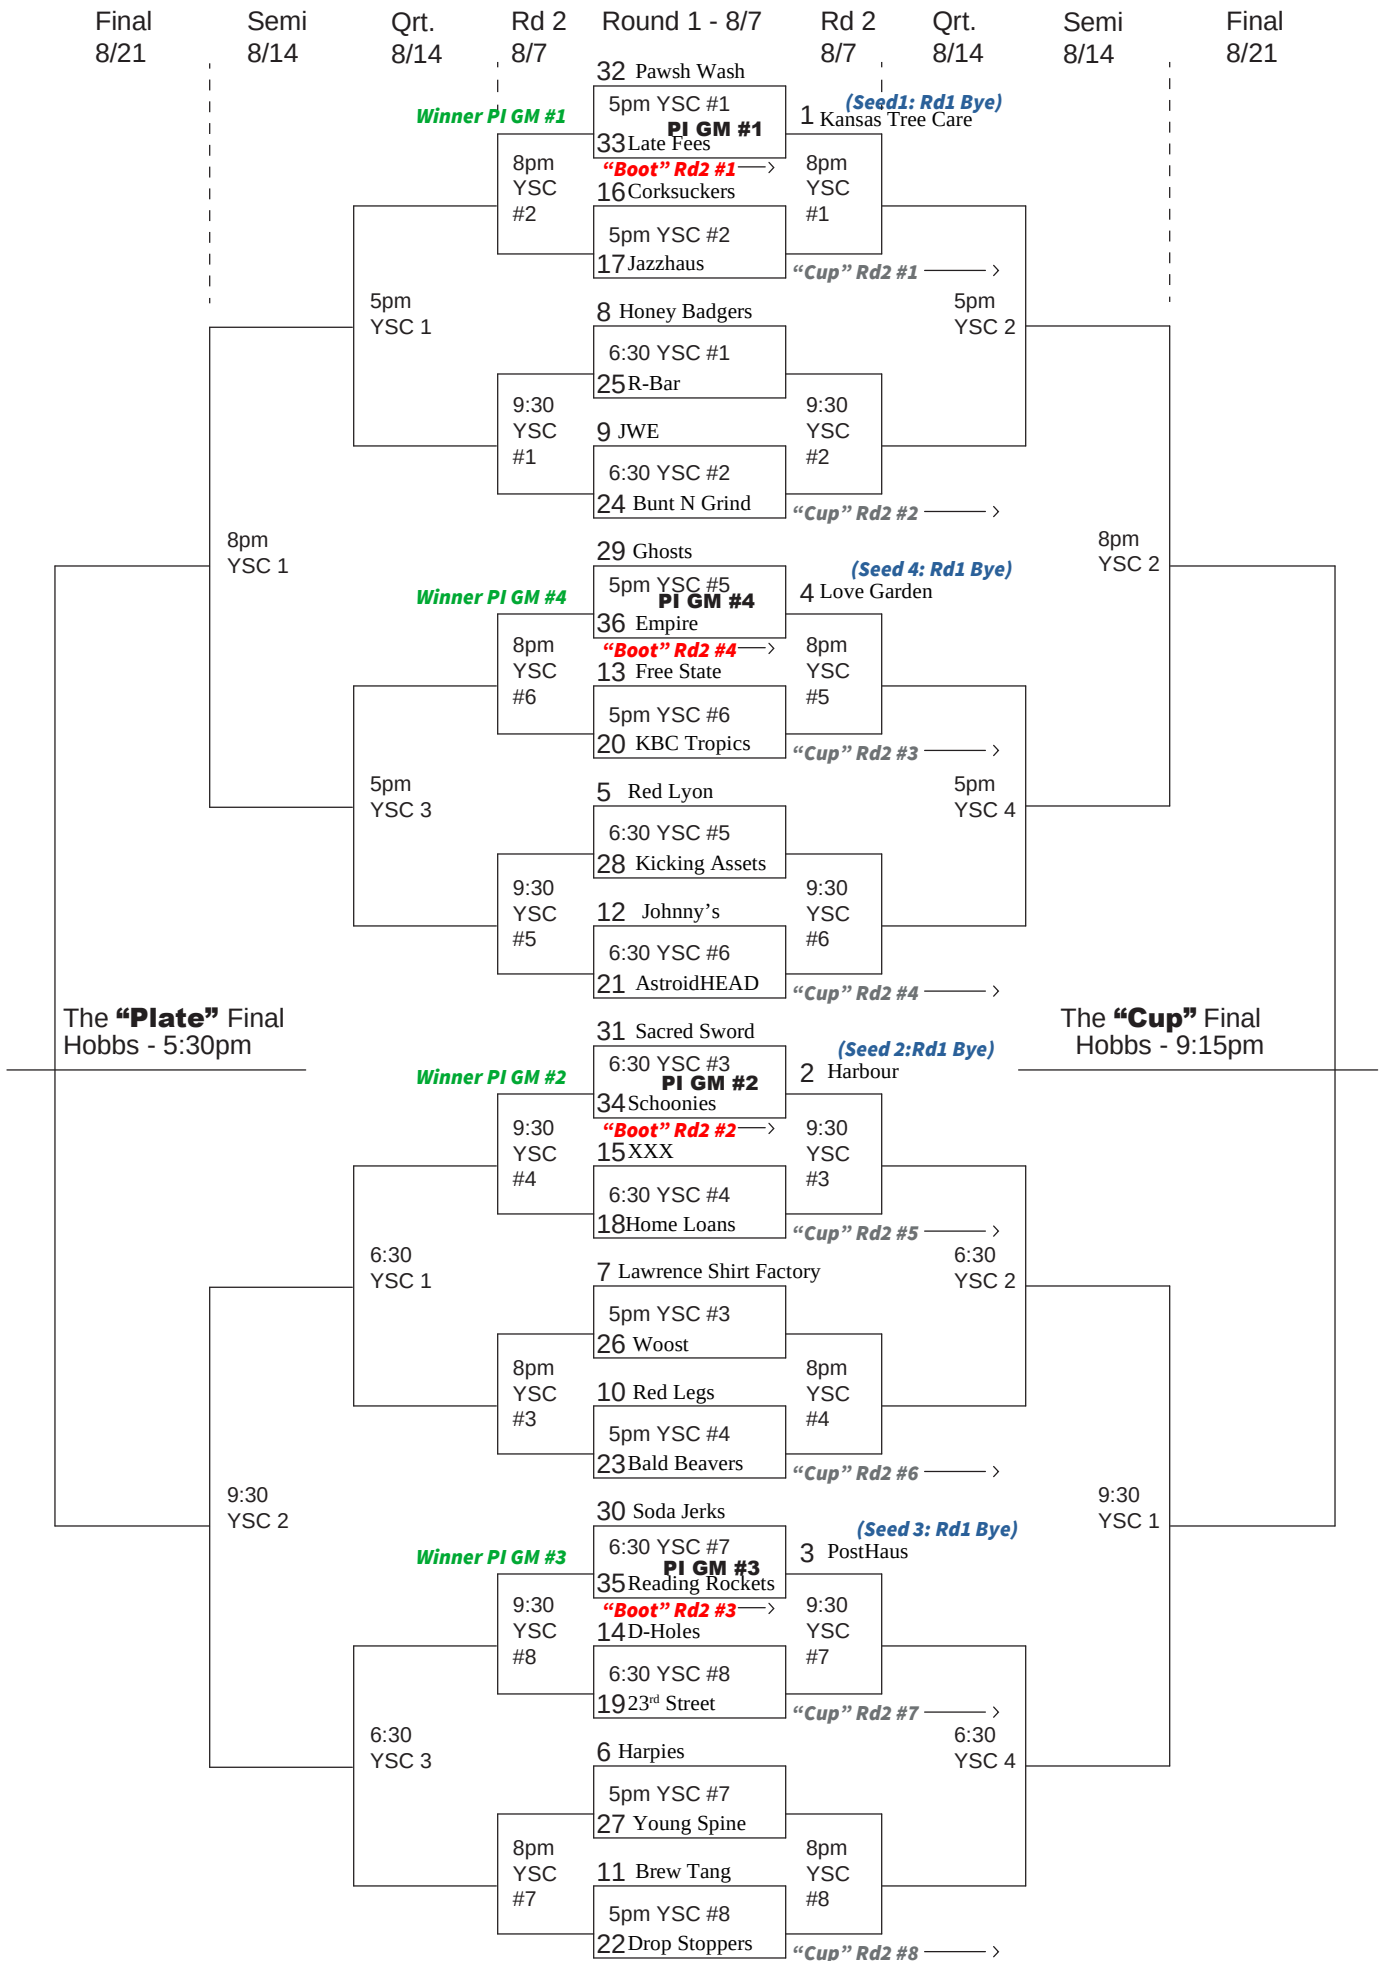 Final Semi Qrt. Rd 2 Round 1 - 8/7 Rd 2 Qrt. Semi Final
8/21 8/14 8/14 8/7 8/7 8/14 8/14 8/21
32 Pawsh Wash
5pm YSC #1
(Seed1: Rd1 Bye)
Winner PI GM #1
PI GM #1
1 Kansas Tree Care
33 Late Fees
8pm
YSC
#2
"Boot" Rd2 #1
8pm
YSC
#1
16 Corksuckers
5pm YSC #2
17 Jazzhaus
"Cup" Rd2 #1
5pm
YSC 1
5pm
YSC 2
8 Honey Badgers
6:30 YSC #1
25 R-Bar
9:30
YSC
#1
9:30
YSC
#2
9 JWE
6:30 YSC #2
24 Bunt N Grind
"Cup" Rd2 #2
8pm
YSC 1
8pm
YSC 2
29 Ghosts
5pm YSC #5
(Seed 4: Rd1 Bye)
Winner PI GM #4
PI GM #4
4 Love Garden
36 Empire
8pm
YSC
#6
"Boot" Rd2 #4
8pm
YSC
#5
13 Free State
5pm YSC #6
20 KBC Tropics
"Cup" Rd2 #3
5pm
YSC 3
5pm
YSC 4
5 Red Lyon
6:30 YSC #5
28 Kicking Assets
9:30
YSC
#5
9:30
YSC
#6
12 Johnny's
6:30 YSC #6
21 AstroidHEAD
"Cup" Rd2 #4
The "Plate" Final
Hobbs - 5:30pm
The "Cup" Final
Hobbs - 9:15pm
31 Sacred Sword
6:30 YSC #3
(Seed 2:Rd1 Bye)
Winner PI GM #2
PI GM #2
2 Harbour
34 Schoonies
9:30
YSC
#4
"Boot" Rd2 #2
9:30
YSC
#3
15 XXX
6:30 YSC #4
18 Home Loans
"Cup" Rd2 #5
6:30
YSC 1
6:30
YSC 2
7 Lawrence Shirt Factory
5pm YSC #3
26 Woost
8pm
YSC
#3
8pm
YSC
#4
10 Red Legs
5pm YSC #4
23 Bald Beavers
"Cup" Rd2 #6
9:30
YSC 2
9:30
YSC 1
30 Soda Jerks
6:30 YSC #7
(Seed 3: Rd1 Bye)
Winner PI GM #3
PI GM #3
3 PostHaus
35 Reading Rockets
9:30
YSC
#8
"Boot" Rd2 #3
9:30
YSC
#7
14 D-Holes
6:30 YSC #8
19 23rd Street
"Cup" Rd2 #7
6:30
YSC 3
6:30
YSC 4
6 Harpies
5pm YSC #7
27 Young Spine
8pm
YSC
#7
8pm
YSC
#8
11 Brew Tang
5pm YSC #8
22 Drop Stoppers
"Cup" Rd2 #8